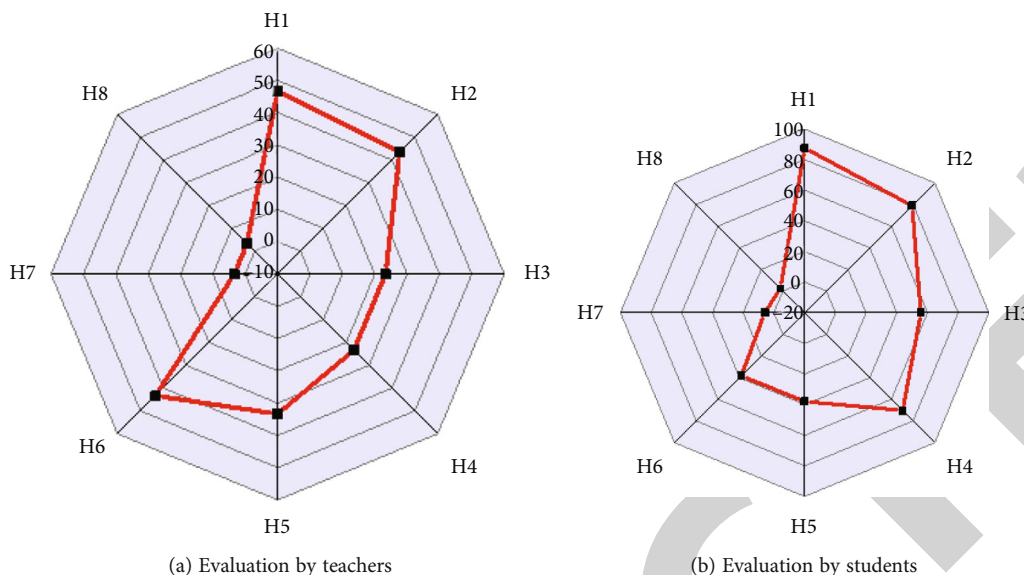 H1
60
50
40
30
20
10
0
−10
H2
H3
H4
H5
H6
H7
H8
(a) Evaluation by teachers
H1
100
80
60
40
20
0
−20
H2
H3
H4
H5
H6
H7
H8
(b) Evaluation by students